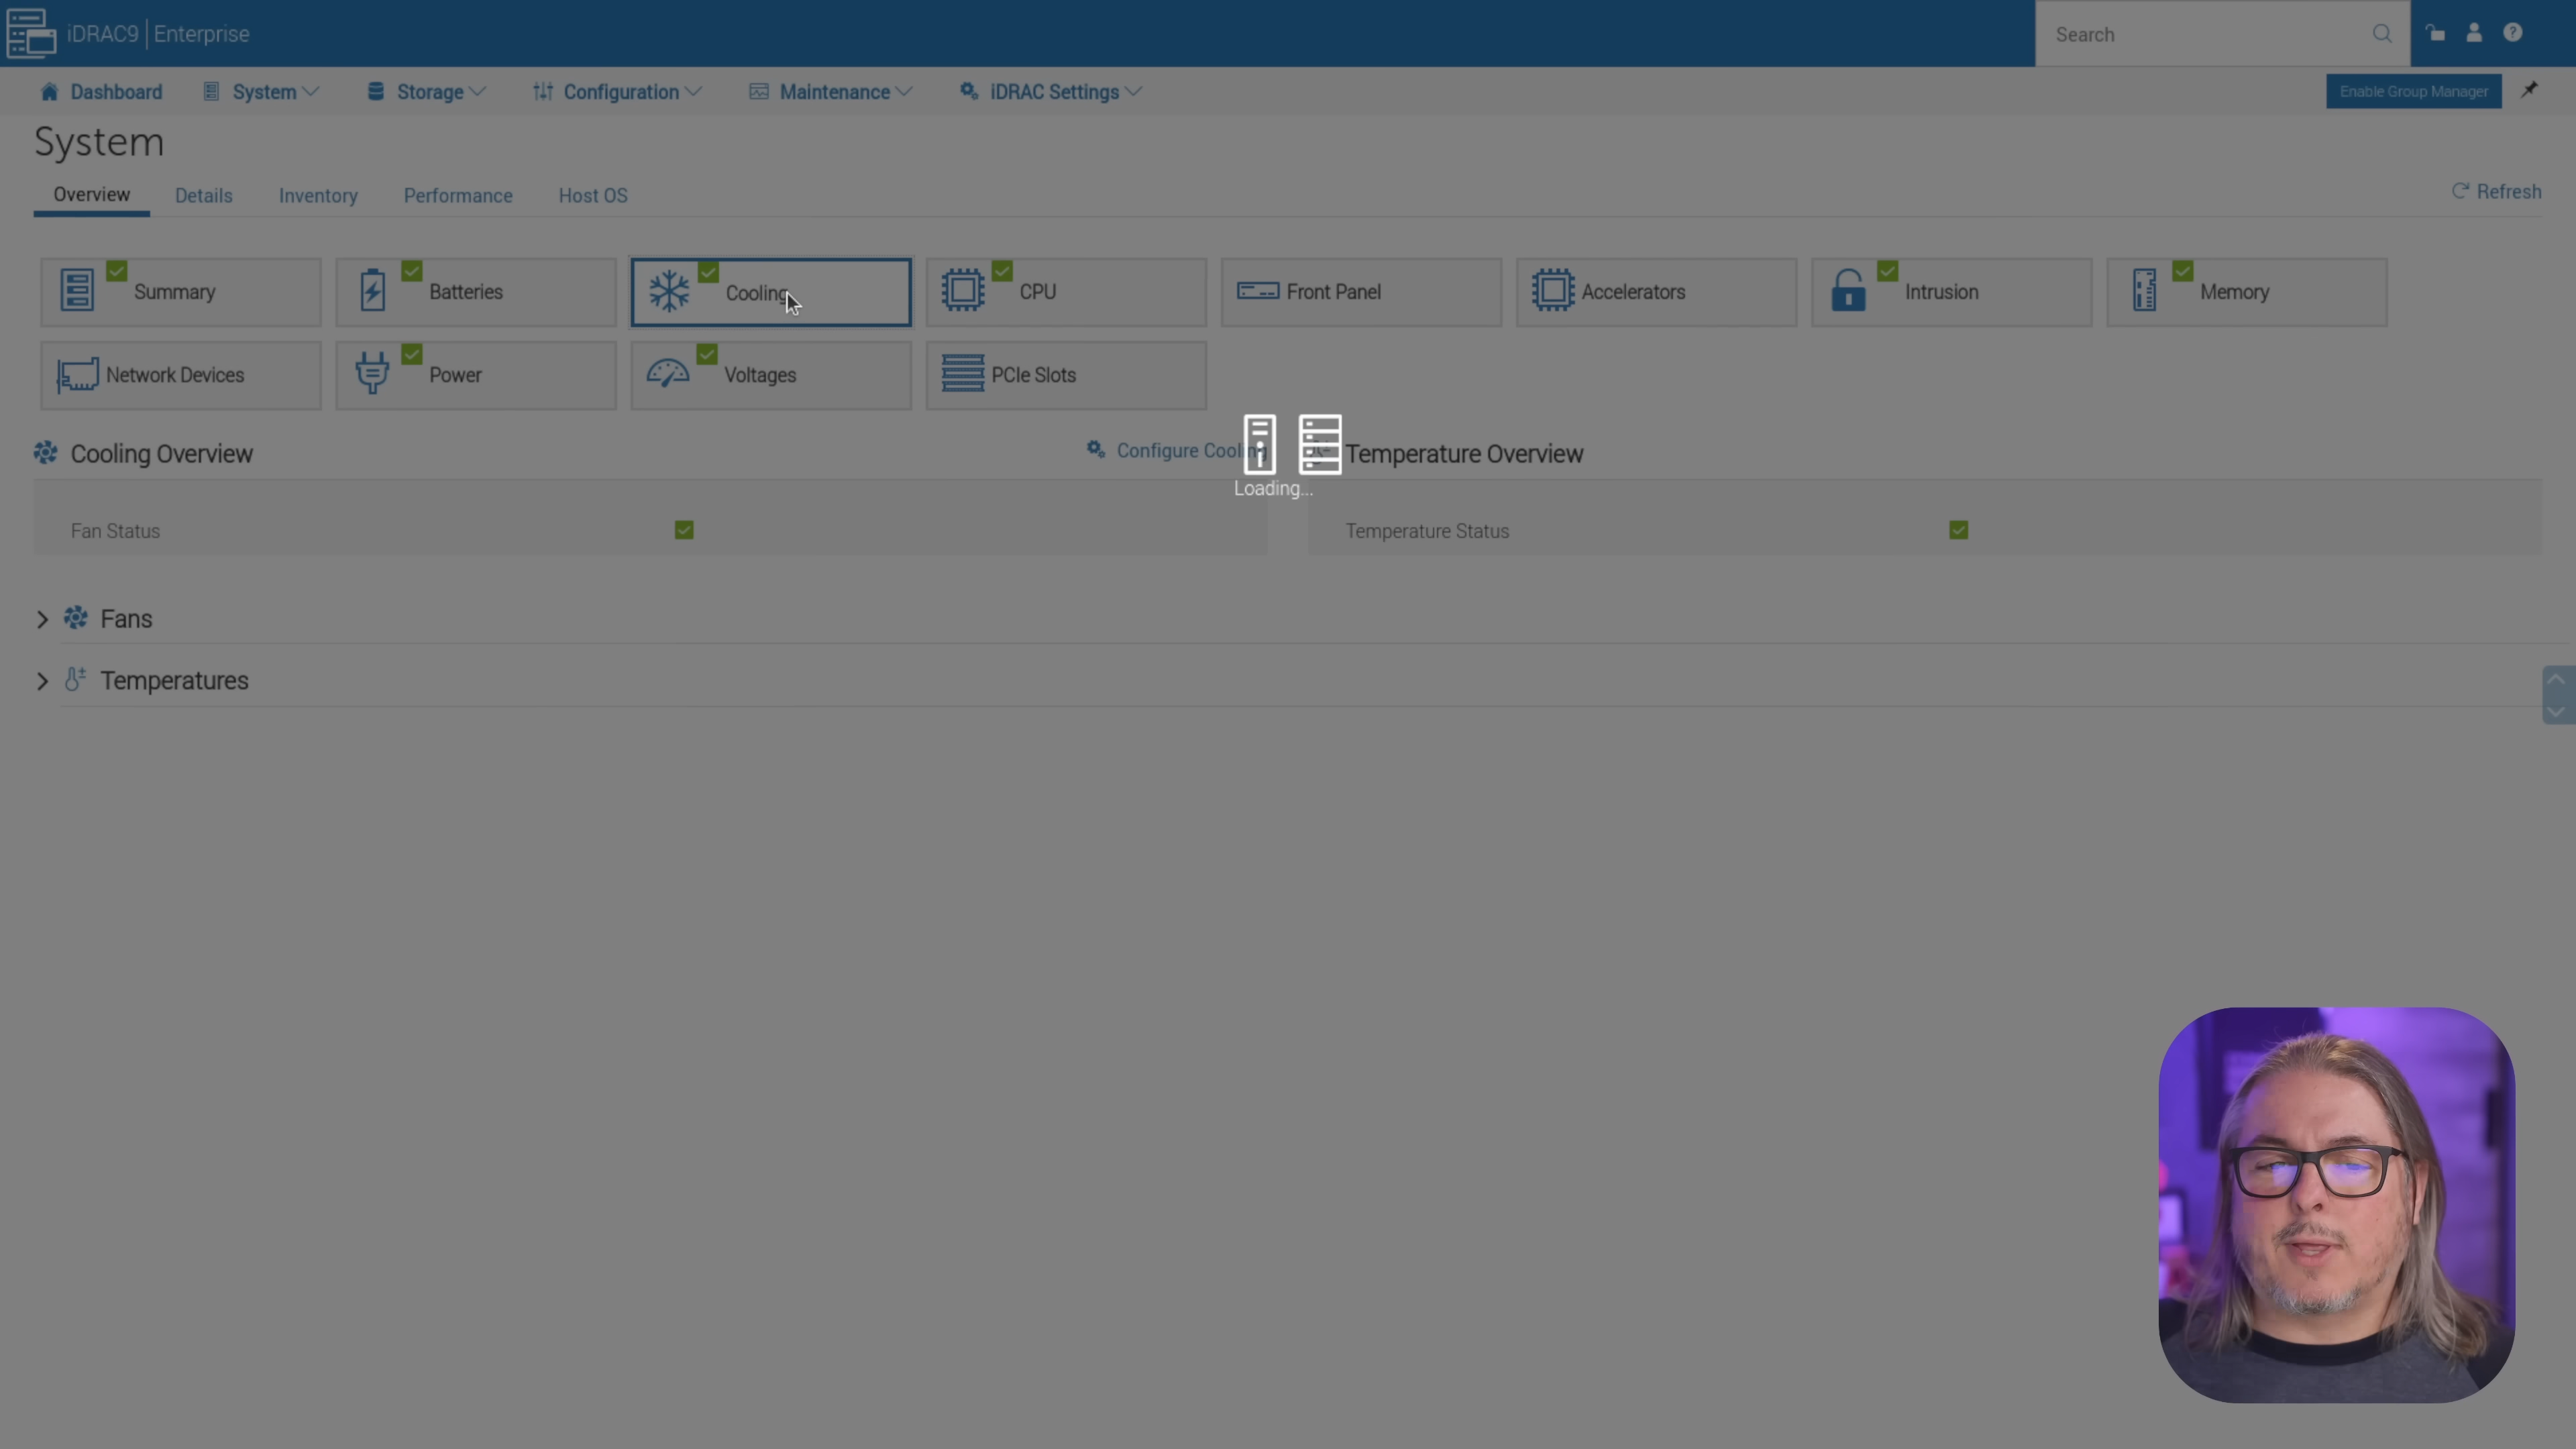 iDRAC9 | Enterprise
Search
Dashboard
System
Storage
Configuration
Maintenance
iDRAC Settings
Enable Group Manager
System
Overview
Details
Inventory
Performance
Host OS
Refresh
Summary
Batteries
Cooling
CPU
Front Panel
Accelerators
Intrusion
Memory
Network Devices
Power
Voltages
PCIe Slots
Cooling Overview
Configure Cooling
Temperature Overview
Loading...
Fan Status
Temperature Status
Fans
Temperatures